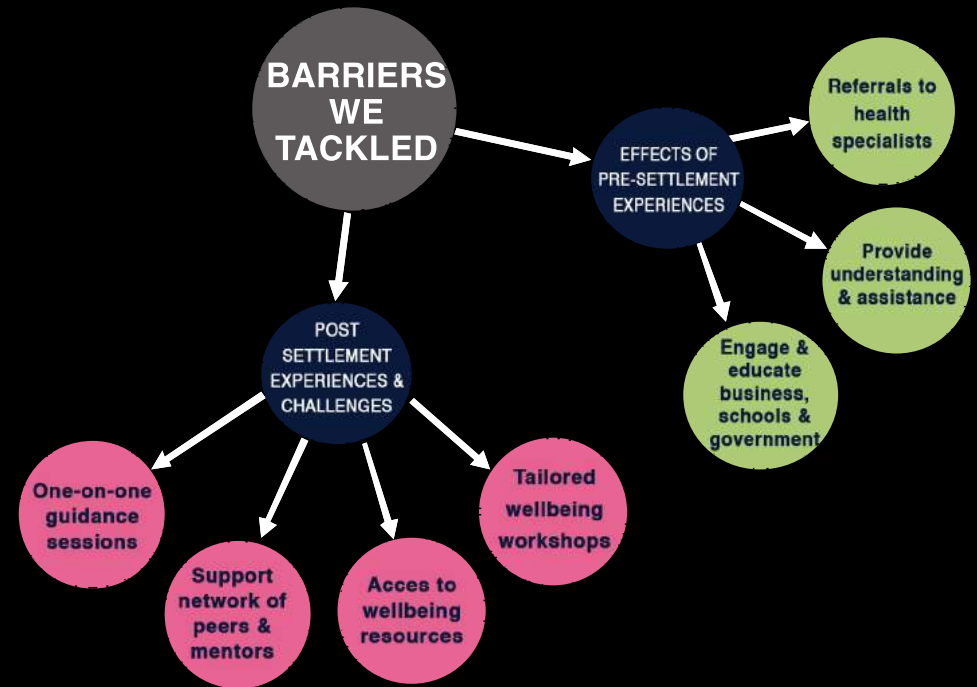 BARRIERS
WE
TACKLED
EFFECTS OF
PRE-SETTLEMENT
EXPERIENCES
Referrals to
health
specialists
Provide
understanding
& assistance
Engage &
educate
business,
schools &
government
POST
SETTLEMENT
EXPERIENCES &
CHALLENGES
One-on-one
guidance
sessions
Support
network of
peers &
mentors
Acces to
wellbeing
resources
Tailored
wellbeing
workshops